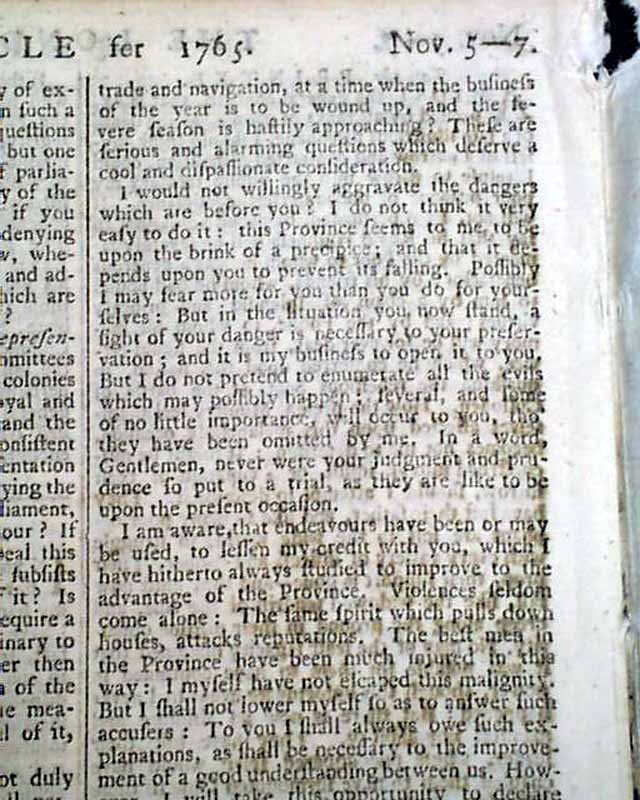 CLE for 1765. Nov. 5—7.
y of ex-
n such a
queſtions
but one
f parlia-
y of the
if you
denying
w, whe-
and ad-
hich are
?
epreſen-
mmittees
colonies
oyal and
and the
onſiſtent
entation
ying the
liament,
our? If
peal this
ſubſiſts
f it? Is
equire a
inary to
er then
of the
e mea-
l of it,
ot duly
trade and navigation, at a time when the buſineſs
of the year is to be wound up, and the ſe-
vere ſeaſon is haſtily approaching? Theſe are
ſerious and alarming queſtions which deſerve a
cool and diſpaſſionate conſideration.
I would not willingly aggravate the dangers
which are before you? I do not think it very
eaſy to do it: this Province ſeems to me, to be
upon the brink of a precipice; and that it de-
pends upon you to prevent its falling. Poſſibly
I may fear more for you than you do for your-
ſelves: But in the ſituation you now ſtand, a
ſight of your danger is neceſſary to your preſer-
vation; and it is my buſineſs to open it to you.
But I do not pretend to enumerate all the evils
which may poſſibly happen; ſeveral, and ſome
of no little importance, will occur to you, tho'
they have been omitted by me. In a word,
Gentlemen, never were your judgment and pru-
dence ſo put to a trial, as they are like to be
upon the preſent occaſion.
I am aware, that endeavours have been or may
be uſed, to leſſen my credit with you, which I
have hitherto always ſtudied to improve to the
advantage of the Province. Violences ſeldom
come alone: The ſame ſpirit which pulls down
houſes, attacks reputations. The beſt men in
the Province have been much injured in this
way: I myſelf have not eſcaped this malignity.
But I ſhall not lower myſelf ſo as to anſwer ſuch
accuſers: To you I ſhall always owe ſuch ex-
planations, as ſhall be neceſſary to the improve-
ment of a good underſtanding between us. How-
I will take this opportunity to declare